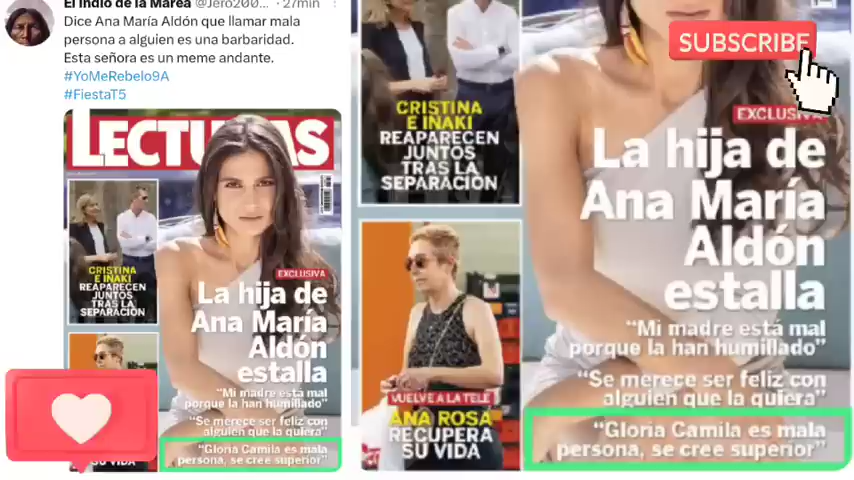 El Indio de la Marea @Jero200... · 27min
Dice Ana María Aldón que llamar mala
persona a alguien es una barbaridad.
Esta señora es un meme andante.
#YoMeRebelo9A
#FiestaT5
LECTURAS
CRISTINA
E IÑAKI
REAPARECEN
JUNTOS
TRAS LA
SEPARACIÓN
EXCLUSIVA
La hija de
Ana María
Aldón
estalla
“Mi madre está mal
porque la han humillado”
“Se merece ser feliz con
alguien que la quiera”
“Gloria Camila es mala
persona, se cree superior”
SU VIDA
SUBSCRIBE
CRISTINA
E IÑAKI
REAPARECEN
JUNTOS
TRAS LA
SEPARACIÓN
VUELVE A LA TELE
ANA ROSA
RECUPERA
SU VIDA
EXCLUSIVA
La hija de
Ana María
Aldón
estalla
“Mi madre está mal
porque la han humillado”
“Se merece ser feliz con
alguien que la quiera”
“Gloria Camila es mala
persona, se cree superior”